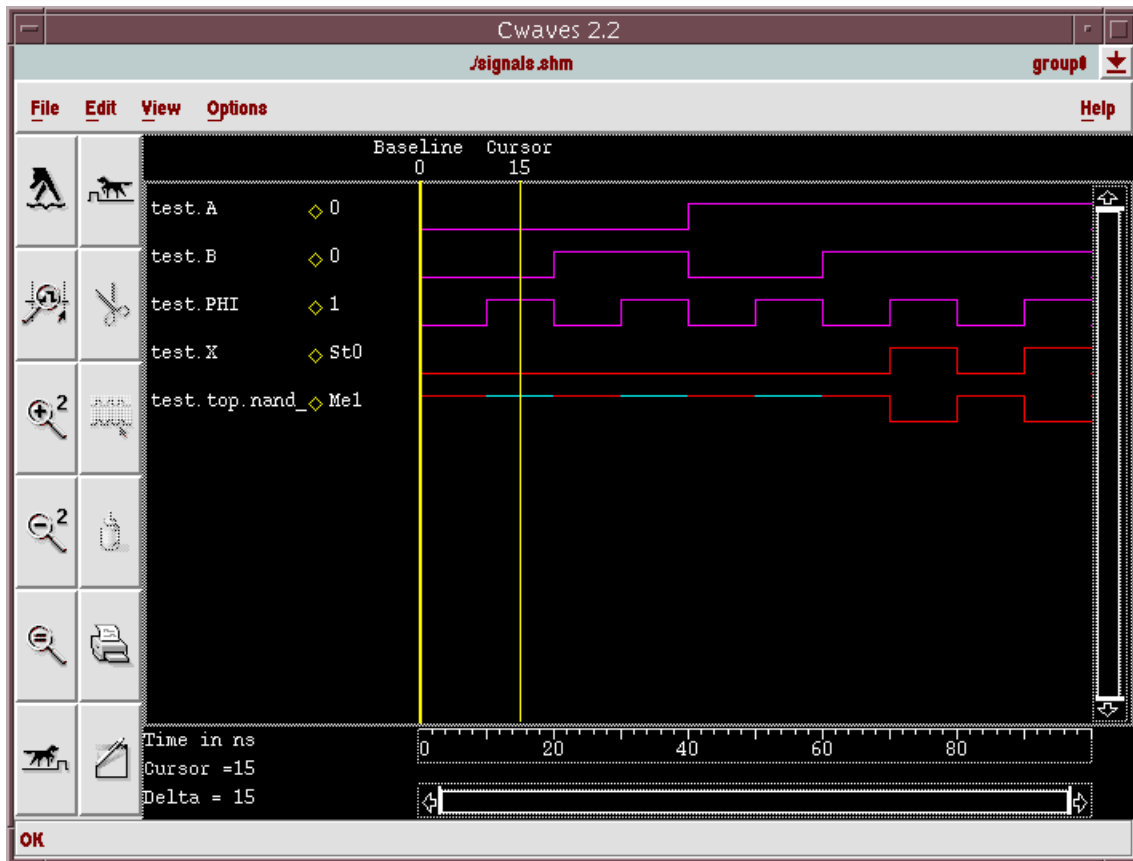 Cwaves 2.2
./signals.shm group0
File Edit View Options Help
Baseline Cursor
0 15
test.A 0
test.B 0
test.PHI 1
test.X St0
test.top.nand_ Me1
2
2
Time in ns
0 20 40 60 80
Cursor =15
Delta = 15
OK